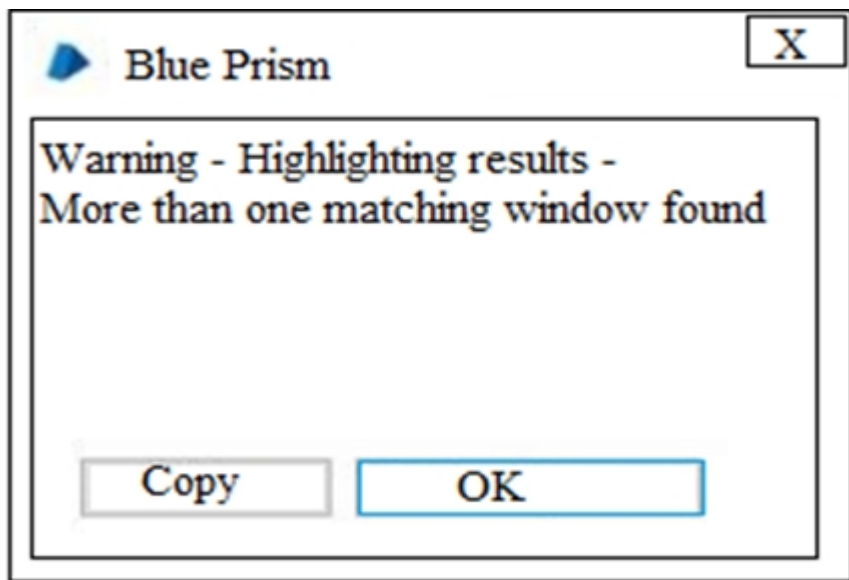 Blue Prism
X
Warning - Highlighting results -
More than one matching window found
Copy
OK